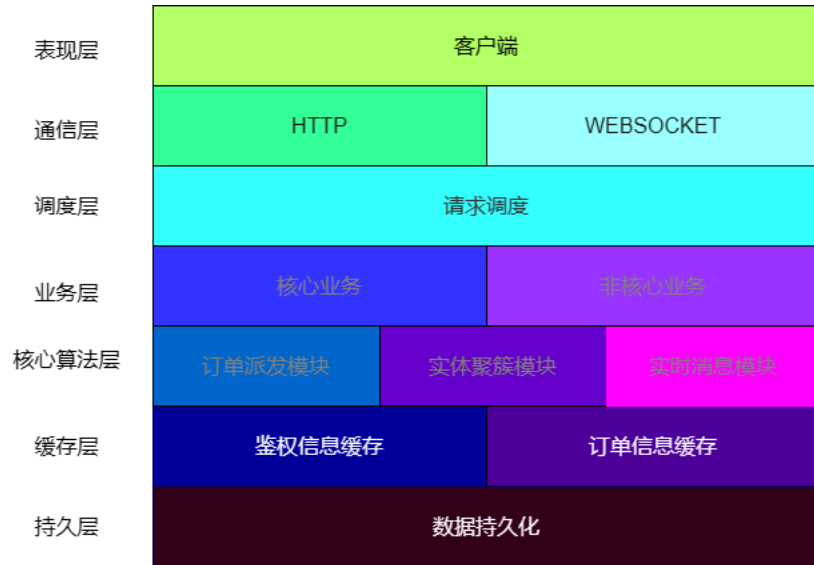 表现层
客户端
通信层
HTTP
WEBSOCKET
调度层
请求调度
业务层
核心业务
非核心业务
核心算法层
订单派发模块
实体聚簇模块
实时消息模块
缓存层
鉴权信息缓存
订单信息缓存
持久层
数据持久化